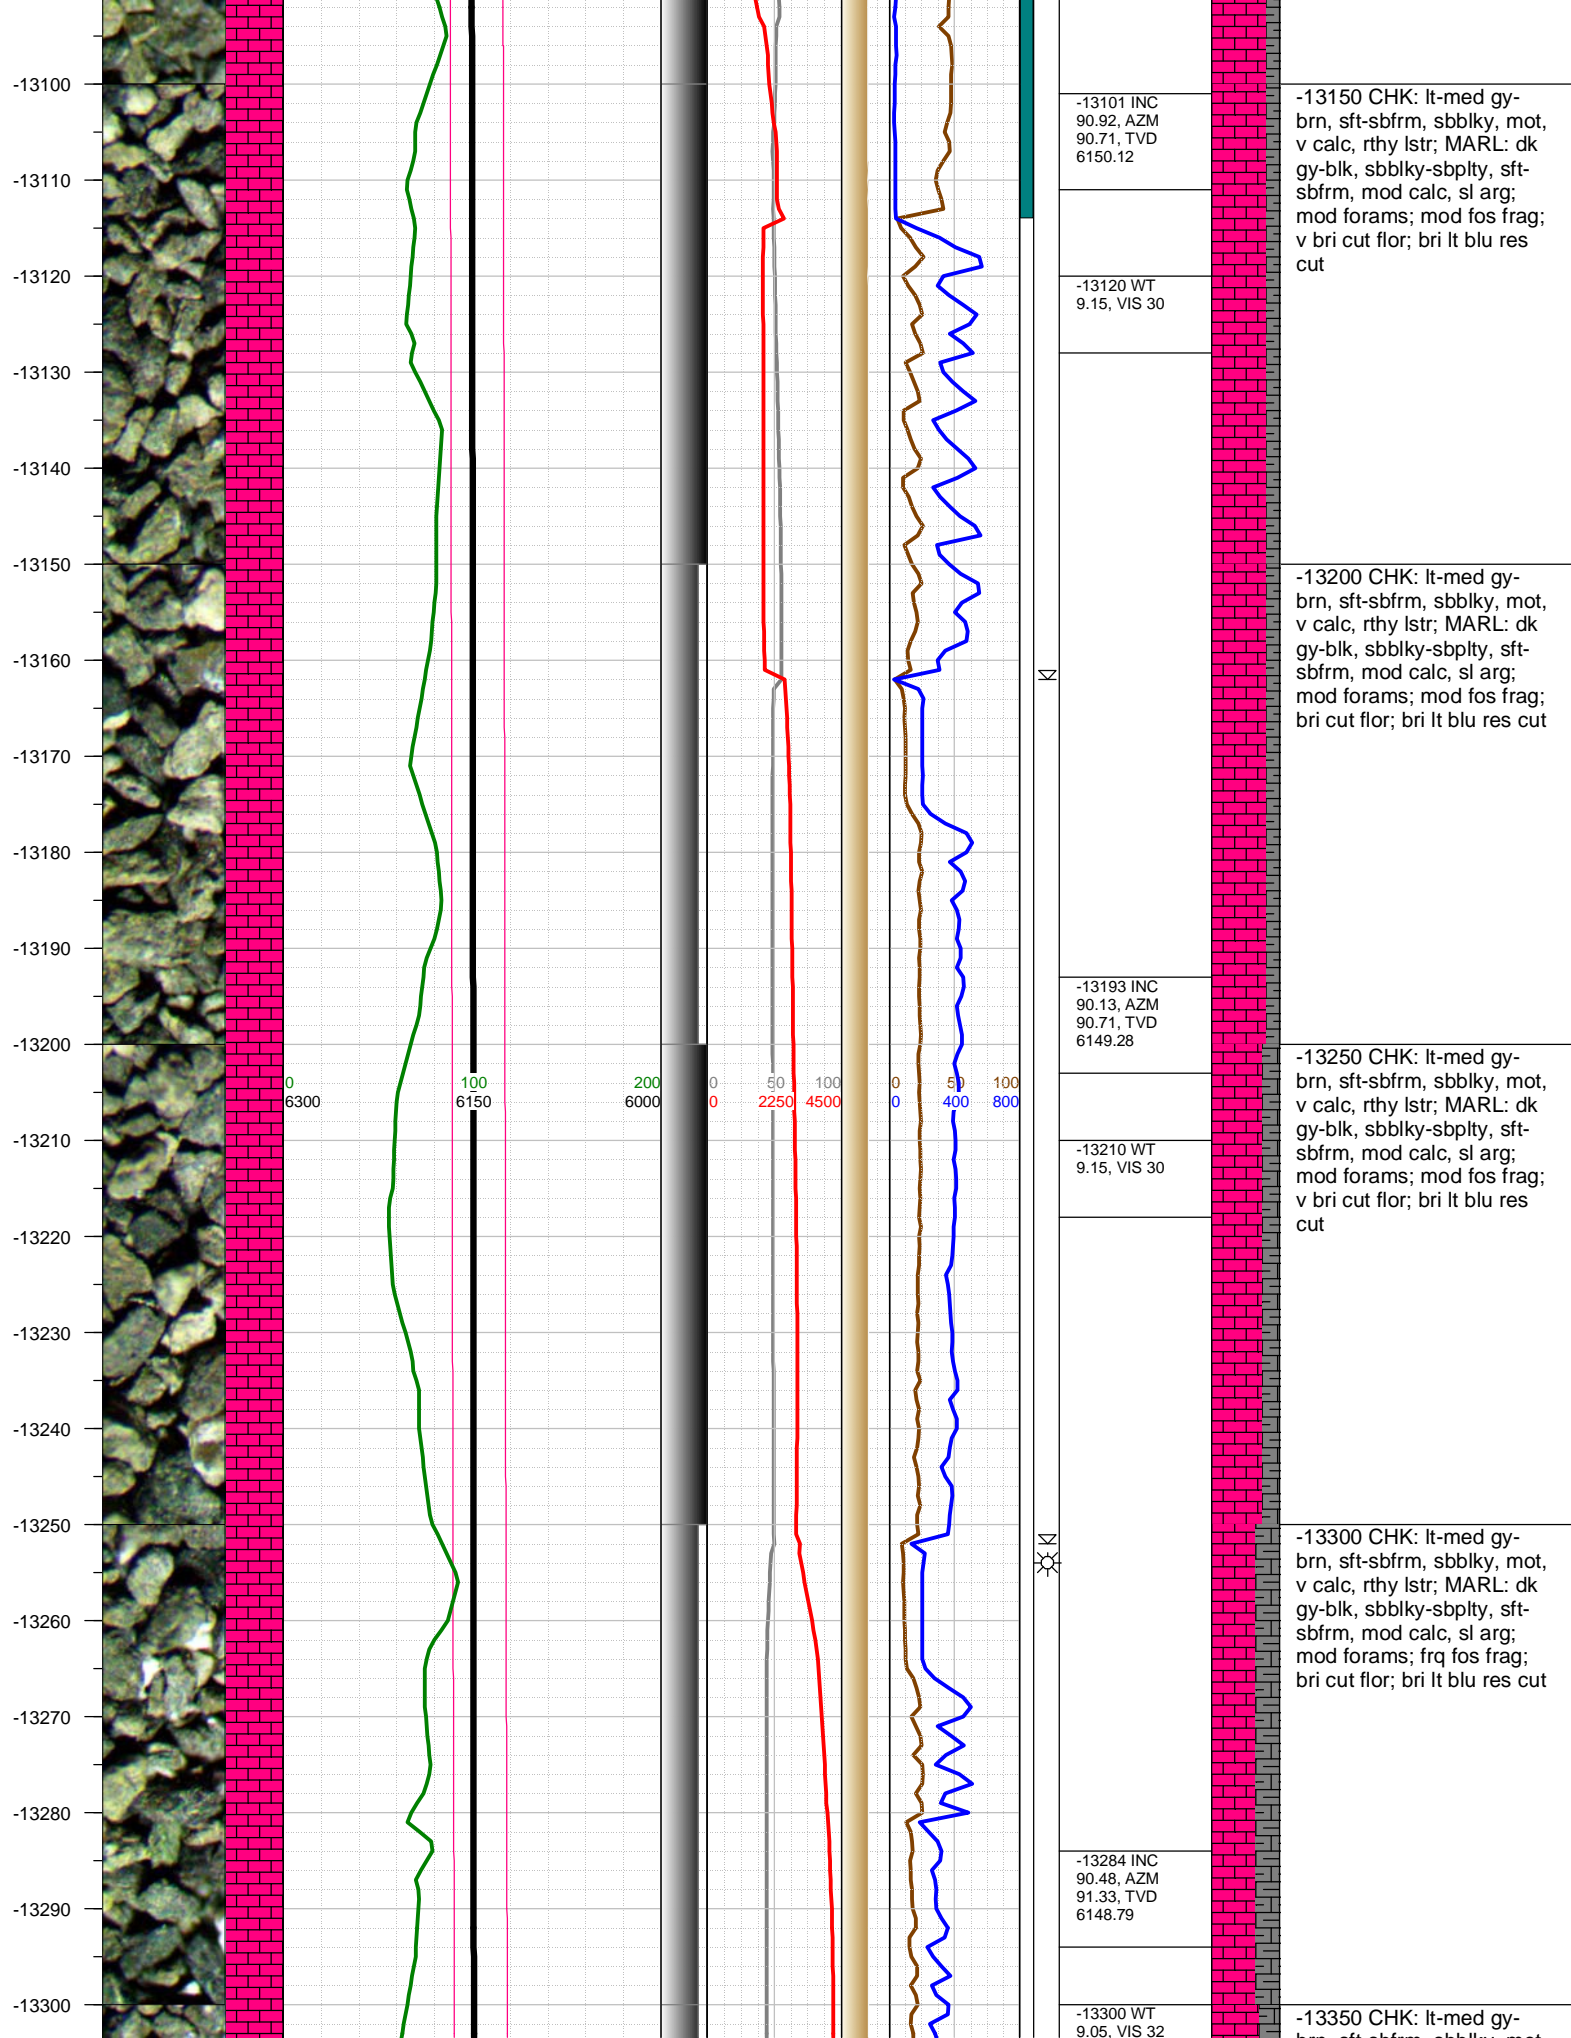 -13100
-13110
-13120
-13130
-13140
-13150
-13160
-13170
-13180
-13190
-13200
-13210
-13220
-13230
-13240
-13250
-13260
-13270
-13280
-13290
-13300
0 100 200
6300 6150 6000
0 50 100
0 2250 4500
0 50 100
0 400 800
-13101 INC
90.92, AZM
90.71, TVD
6150.12
-13120 WT
9.15, VIS 30
-13193 INC
90.13, AZM
90.71, TVD
6149.28
-13210 WT
9.15, VIS 30
-13284 INC
90.48, AZM
91.33, TVD
6148.79
-13300 WT
9.05, VIS 32
-13150 CHK: lt-med gy-
brn, sft-sbfrm, sbblky, mot,
v calc, rthy lstr; MARL: dk
gy-blk, sbblky-sbplty, sft-
sbfrm, mod calc, sl arg;
mod forams; mod fos frag;
v bri cut flor; bri lt blu res
cut
-13200 CHK: lt-med gy-
brn, sft-sbfrm, sbblky, mot,
v calc, rthy lstr; MARL: dk
gy-blk, sbblky-sbplty, sft-
sbfrm, mod calc, sl arg;
mod forams; mod fos frag;
bri cut flor; bri lt blu res cut
-13250 CHK: lt-med gy-
brn, sft-sbfrm, sbblky, mot,
v calc, rthy lstr; MARL: dk
gy-blk, sbblky-sbplty, sft-
sbfrm, mod calc, sl arg;
mod forams; mod fos frag;
v bri cut flor; bri lt blu res
cut
-13300 CHK: lt-med gy-
brn, sft-sbfrm, sbblky, mot,
v calc, rthy lstr; MARL: dk
gy-blk, sbblky-sbplty, sft-
sbfrm, mod calc, sl arg;
mod forams; frq fos frag;
bri cut flor; bri lt blu res cut
-13350 CHK: lt-med gy-